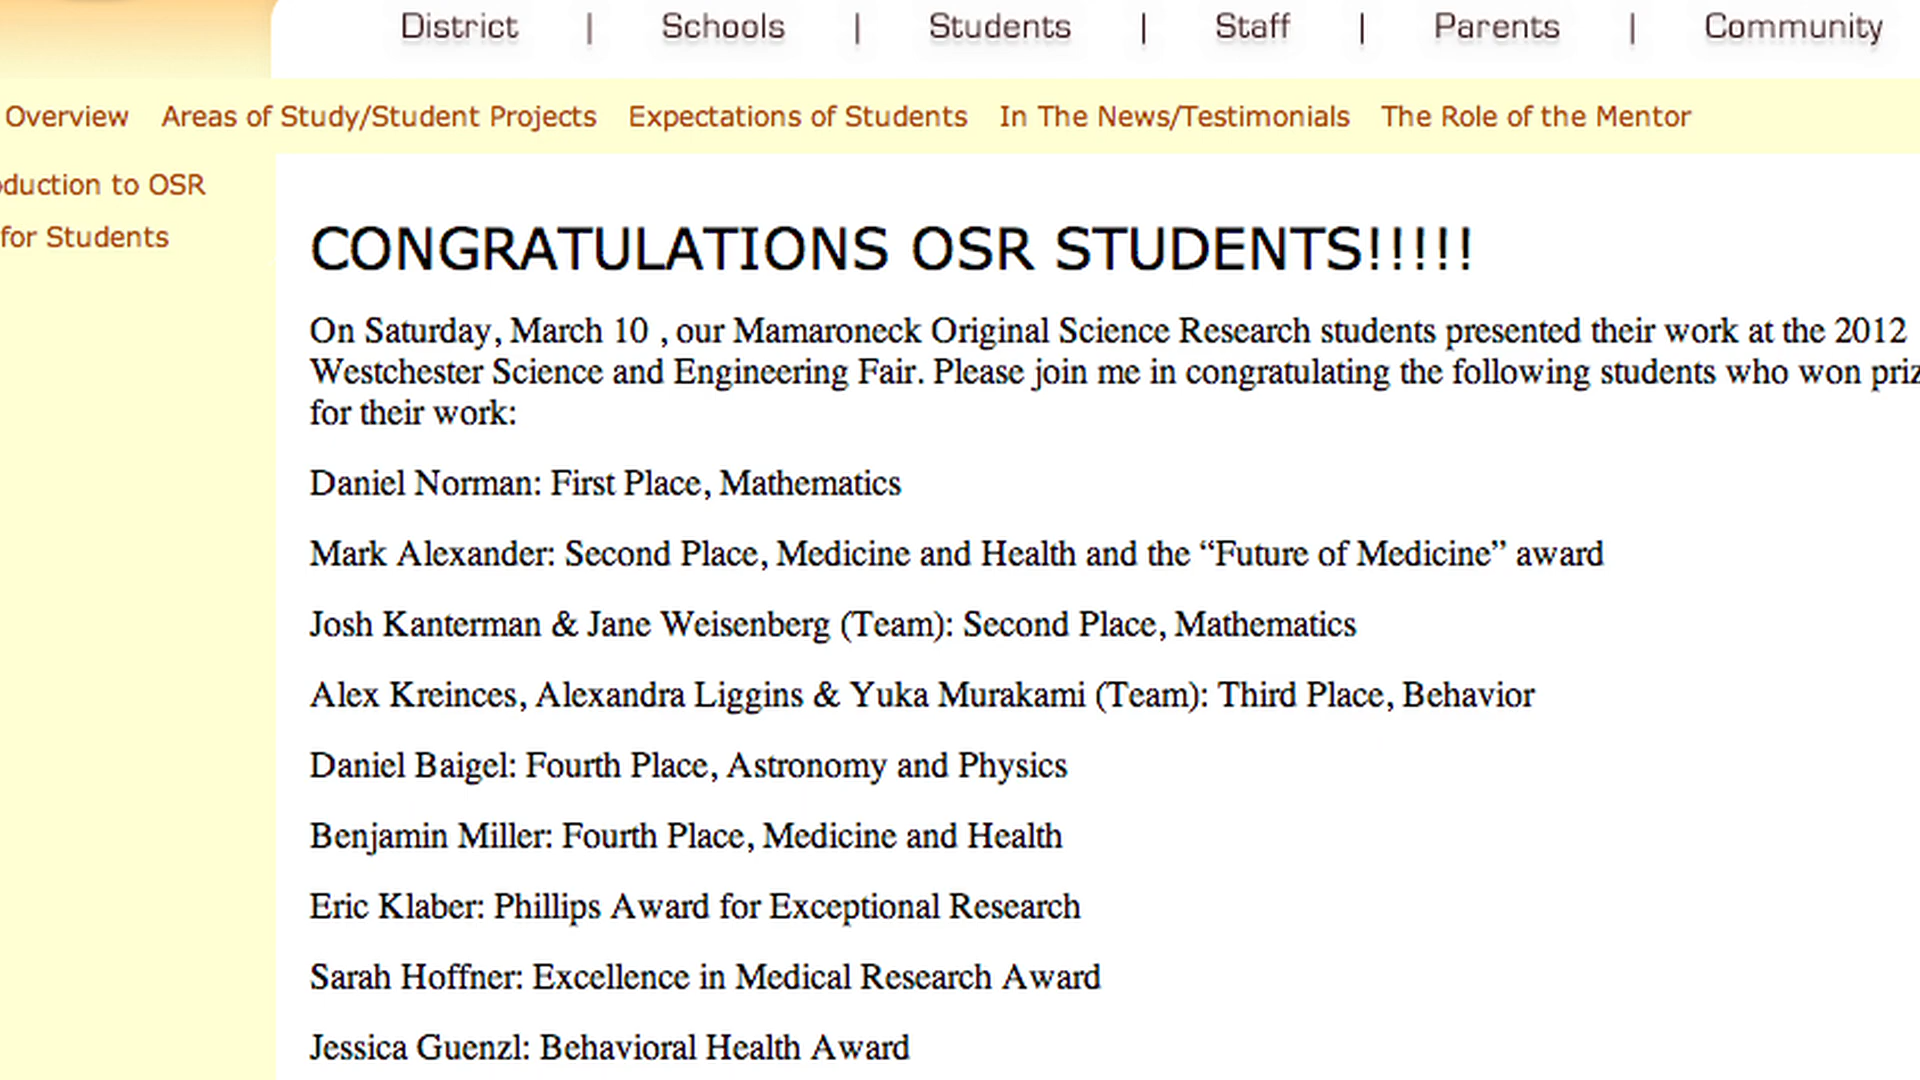 District | Schools | Students | Staff | Parents | Community
Overview Areas of Study/Student Projects Expectations of Students In The News/Testimonials The Role of the Mentor
oduction to OSR
for Students
CONGRATULATIONS OSR STUDENTS!!!!!
On Saturday, March 10 , our Mamaroneck Original Science Research students presented their work at the 2012
Westchester Science and Engineering Fair. Please join me in congratulating the following students who won priz
for their work:
Daniel Norman: First Place, Mathematics
Mark Alexander: Second Place, Medicine and Health and the “Future of Medicine” award
Josh Kanterman & Jane Weisenberg (Team): Second Place, Mathematics
Alex Kreinces, Alexandra Liggins & Yuka Murakami (Team): Third Place, Behavior
Daniel Baigel: Fourth Place, Astronomy and Physics
Benjamin Miller: Fourth Place, Medicine and Health
Eric Klaber: Phillips Award for Exceptional Research
Sarah Hoffner: Excellence in Medical Research Award
Jessica Guenzl: Behavioral Health Award